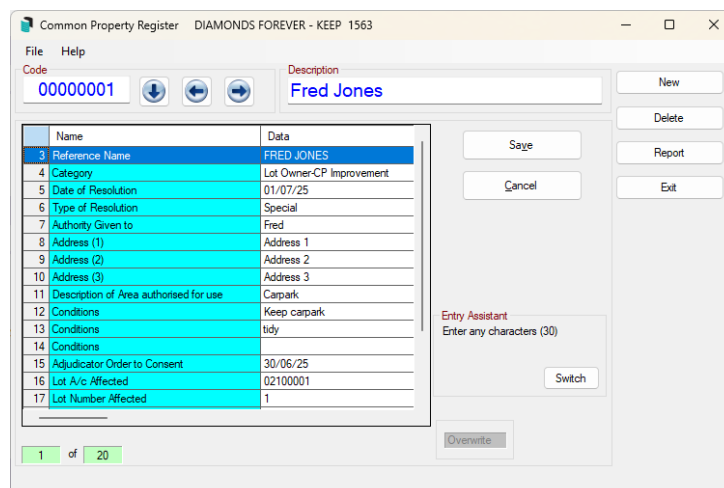 Common Property Register DIAMONDS FOREVER - KEEP 1563
File Help
Code
00000001
Description
Fred Jones
New
Delete
Report
Exit
Name Data
3 Reference Name FRED JONES
4 Category Lot Owner-CP Improvement
5 Date of Resolution 01/07/25
6 Type of Resolution Special
7 Authority Given to Fred
8 Address (1) Address 1
9 Address (2) Address 2
10 Address (3) Address 3
11 Description of Area authorised for use Carpark
12 Conditions Keep carpark
13 Conditions tidy
14 Conditions
15 Adjudicator Order to Consent 30/06/25
16 Lot A/c Affected 02100001
17 Lot Number Affected 1
Save
Cancel
Entry Assistant
Enter any characters (30)
Switch
Overwrite
1 of 20